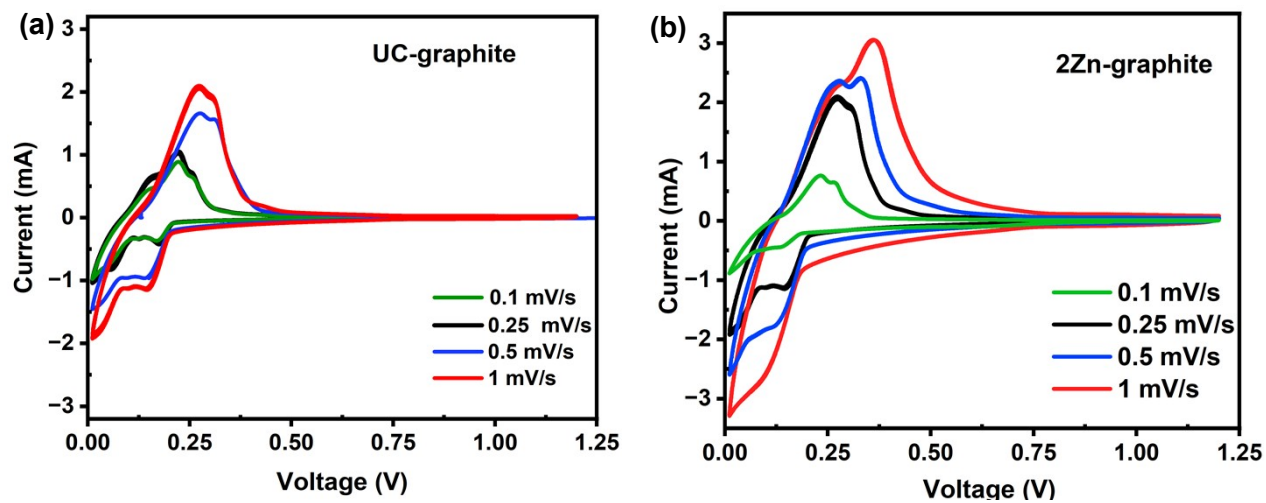 (a)
UC-graphite
3
2
1
0
−1
−2
−3
Current (mA)
0.1 mV/s
0.25 mV/s
0.5 mV/s
1 mV/s
0.00 0.25 0.50 0.75 1.00 1.25
Voltage (V)
(b)
2Zn-graphite
3
2
1
0
−1
−2
−3
Current (mA)
0.1 mV/s
0.25 mV/s
0.5 mV/s
1 mV/s
0.00 0.25 0.50 0.75 1.00 1.25
Voltage (V)